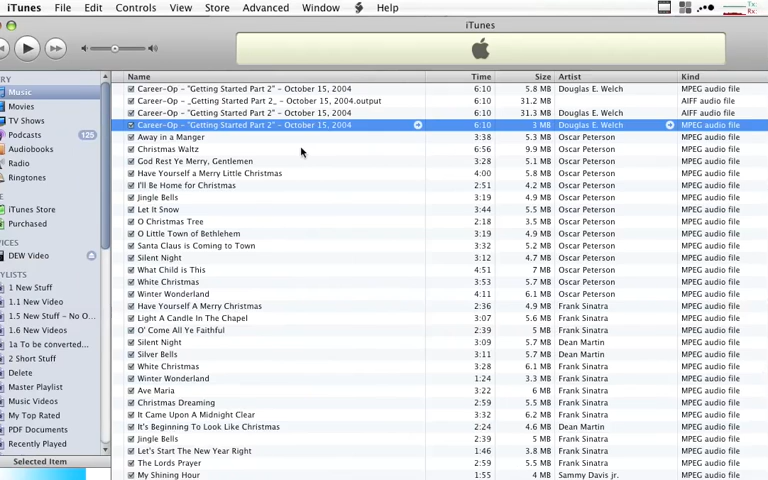 iTunes File Edit Controls View Store Advanced Window Help
Tx:
Rx:
iTunes
RY
Name Time Size Artist Kind
Music
Movies
TV Shows
Podcasts 125
Audiobooks
Radio
Ringtones
E
iTunes Store
Purchased
VICES
DEW Video
AYLISTS
1 New Stuff
1.1 New Video
1.5 New Stuff – No O...
1.6 New Videos
1a To be converted...
2 Short Stuff
Delete
Master Playlist
Music Videos
My Top Rated
PDF Documents
Recently Played
Selected Item
Career-Op – "Getting Started Part 2" – October 15, 2004 6:10 5.8 MB Douglas E. Welch MPEG audio file
Career-Op – _Getting Started Part 2_ – October 15, 2004.output 6:10 31.2 MB AIFF audio file
Career-Op – "Getting Started Part 2" – October 15, 2004 6:10 31.3 MB Douglas E. Welch AIFF audio file
Career-Op – "Getting Started Part 2" – October 15, 2004 6:10 3 MB Douglas E. Welch MPEG audio file
Away in a Manger 3:38 5.3 MB Oscar Peterson MPEG audio file
Christmas Waltz 6:56 9.9 MB Oscar Peterson MPEG audio file
God Rest Ye Merry, Gentlemen 3:28 5.1 MB Oscar Peterson MPEG audio file
Have Yourself a Merry Little Christmas 4:00 5.8 MB Oscar Peterson MPEG audio file
I'll Be Home for Christmas 2:51 4.2 MB Oscar Peterson MPEG audio file
Jingle Bells 3:19 4.9 MB Oscar Peterson MPEG audio file
Let It Snow 3:44 5.5 MB Oscar Peterson MPEG audio file
O Christmas Tree 2:18 3.5 MB Oscar Peterson MPEG audio file
O Little Town of Bethlehem 3:19 4.9 MB Oscar Peterson MPEG audio file
Santa Claus is Coming to Town 3:32 5.2 MB Oscar Peterson MPEG audio file
Silent Night 3:12 4.7 MB Oscar Peterson MPEG audio file
What Child is This 4:51 7 MB Oscar Peterson MPEG audio file
White Christmas 3:53 5.7 MB Oscar Peterson MPEG audio file
Winter Wonderland 4:11 6.1 MB Oscar Peterson MPEG audio file
Have Yourself A Merry Christmas 2:36 4.9 MB Frank Sinatra MPEG audio file
Light A Candle In The Chapel 3:07 5.6 MB Frank Sinatra MPEG audio file
O' Come All Ye Faithful 2:39 5 MB Frank Sinatra MPEG audio file
Silent Night 3:09 5.7 MB Dean Martin MPEG audio file
Silver Bells 3:11 5.7 MB Dean Martin MPEG audio file
White Christmas 3:28 6.1 MB Frank Sinatra MPEG audio file
Winter Wonderland 1:24 3.3 MB Frank Sinatra MPEG audio file
Ave Maria 3:22 6 MB Frank Sinatra MPEG audio file
Christmas Dreaming 2:59 5.5 MB Frank Sinatra MPEG audio file
It Came Upon A Midnight Clear 3:32 6.2 MB Frank Sinatra MPEG audio file
It's Beginning To Look Like Christmas 2:24 4.6 MB Dean Martin MPEG audio file
Jingle Bells 2:39 5 MB Frank Sinatra MPEG audio file
Let's Start The New Year Right 1:46 3.8 MB Frank Sinatra MPEG audio file
The Lords Prayer 2:59 5.5 MB Frank Sinatra MPEG audio file
My Shining Hour 1:55 4 MB Sammy Davis jr. MPEG audio file